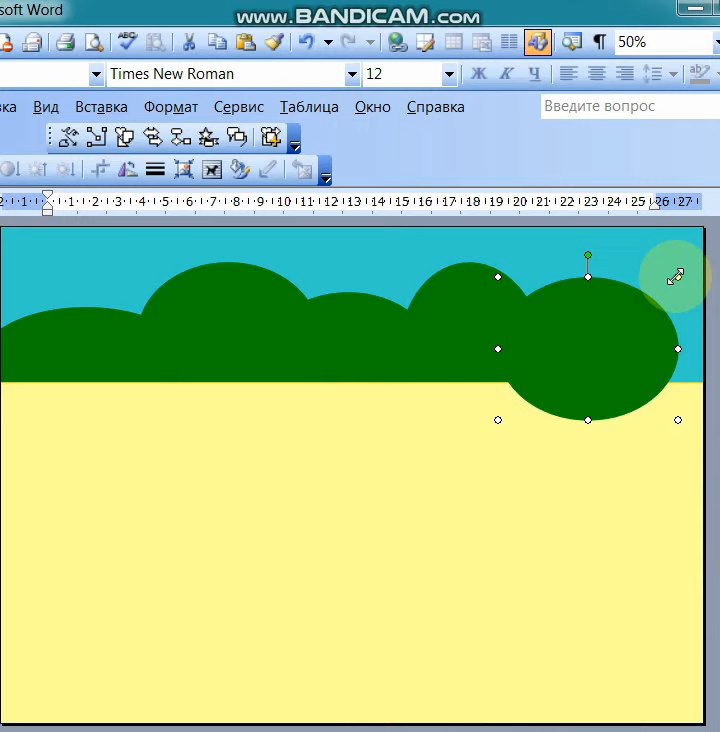 soft Word
www.BANDICAM.com
ABC
50%
Times New Roman
12
Ж К Ч
ab
вка Вид Вставка Формат Сервис Таблица Окно Справка
Введите вопрос
2 1 1 2 3 4 5 6 7 8 9 10 11 12 13 14 15 16 17 18 19 20 21 22 23 24 25 26 27